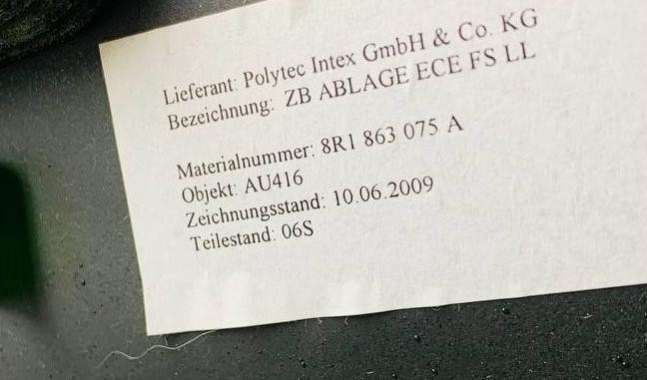 Lieferant: Polytec Intex GmbH & Co. KG
Bezeichnung: ZB ABLAGE ECE FS LL
Materialnummer: 8R1 863 075 A
Objekt: AU416
Zeichnungsstand: 10.06.2009
Teilestand: 06S